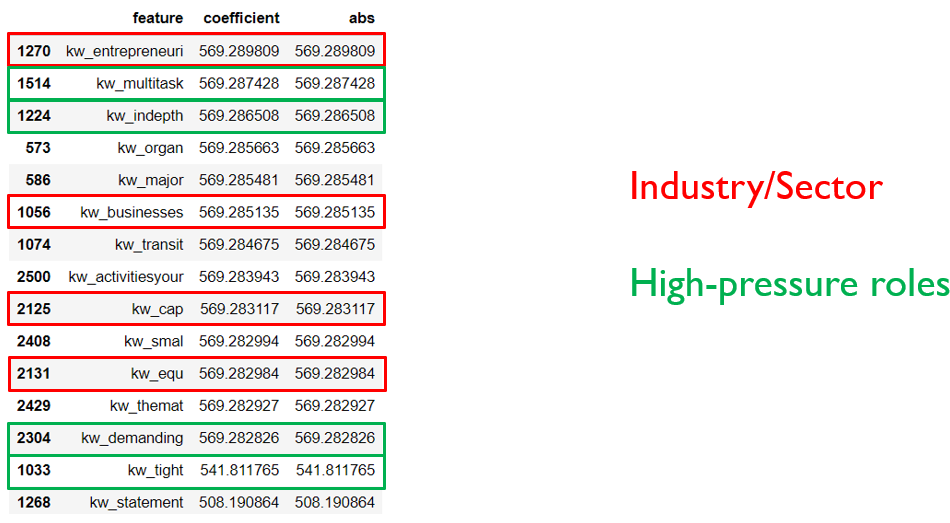 feature coefficient abs
1270 kw_entrepreneuri 569.289809 569.289809
1514 kw_multitask 569.287428 569.287428
1224 kw_indepth 569.286508 569.286508
573 kw_organ 569.285663 569.285663
586 kw_major 569.285481 569.285481
1056 kw_businesses 569.285135 569.285135
1074 kw_transit 569.284675 569.284675
2500 kw_activitiesyour 569.283943 569.283943
2125 kw_cap 569.283117 569.283117
2408 kw_smal 569.282994 569.282994
2131 kw_equ 569.282984 569.282984
2429 kw_themat 569.282927 569.282927
2304 kw_demanding 569.282826 569.282826
1033 kw_tight 541.811765 541.811765
1268 kw_statement 508.190864 508.190864
Industry/Sector
High-pressure roles